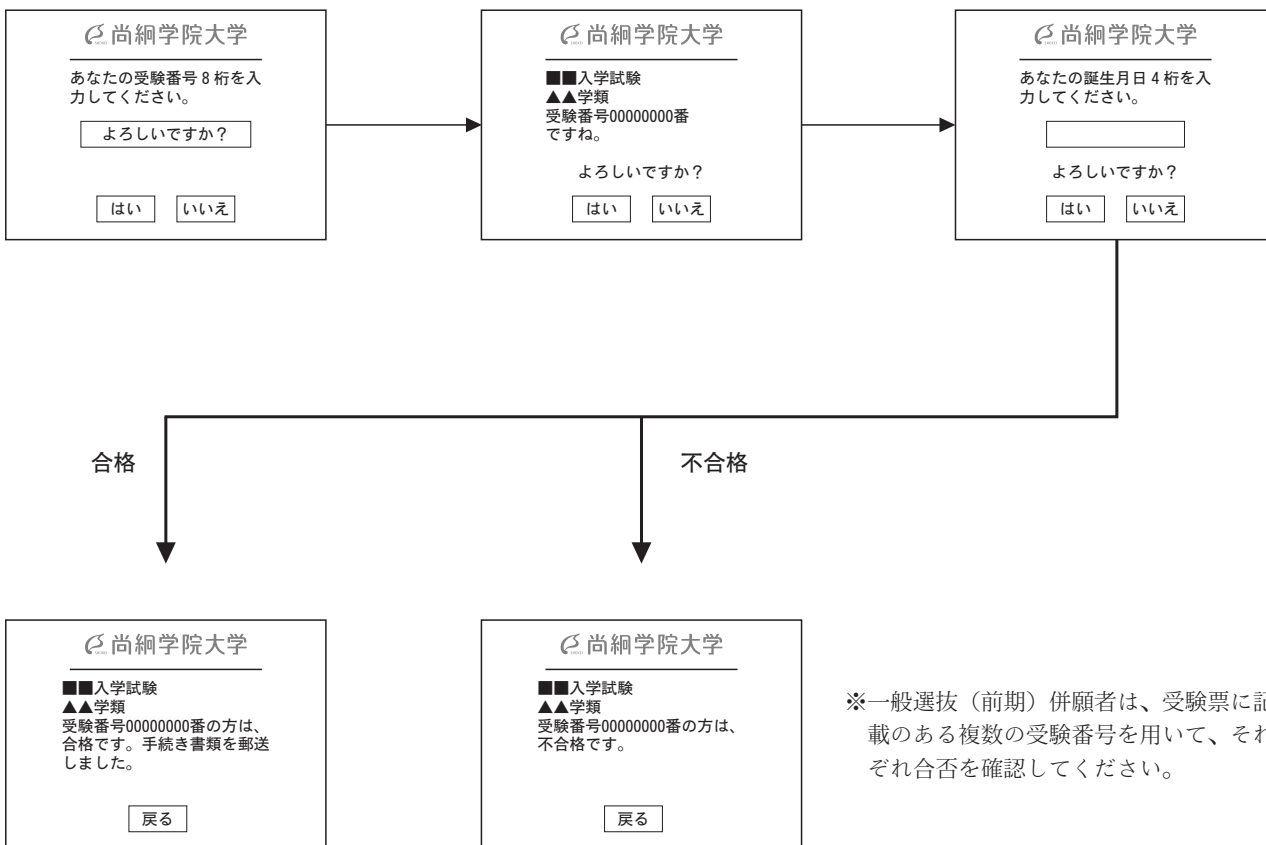 尚絅学院大学
あなたの受験番号8桁を入
力してください。
よろしいですか？
はい いいえ
尚絅学院大学
■■入学試験
▲▲学類
受験番号00000000番
ですね。
よろしいですか？
はい いいえ
尚絅学院大学
あなたの誕生月日4桁を入
力してください。
よろしいですか？
はい いいえ
合格
不合格
尚絅学院大学
■■入学試験
▲▲学類
受験番号00000000番の方は、
合格です。手続き書類を郵送
しました。
戻る
尚絅学院大学
■■入学試験
▲▲学類
受験番号00000000番の方は、
不合格です。
戻る
※一般選抜（前期）併願者は、受験票に記
載のある複数の受験番号を用いて、それ
ぞれ合否を確認してください。